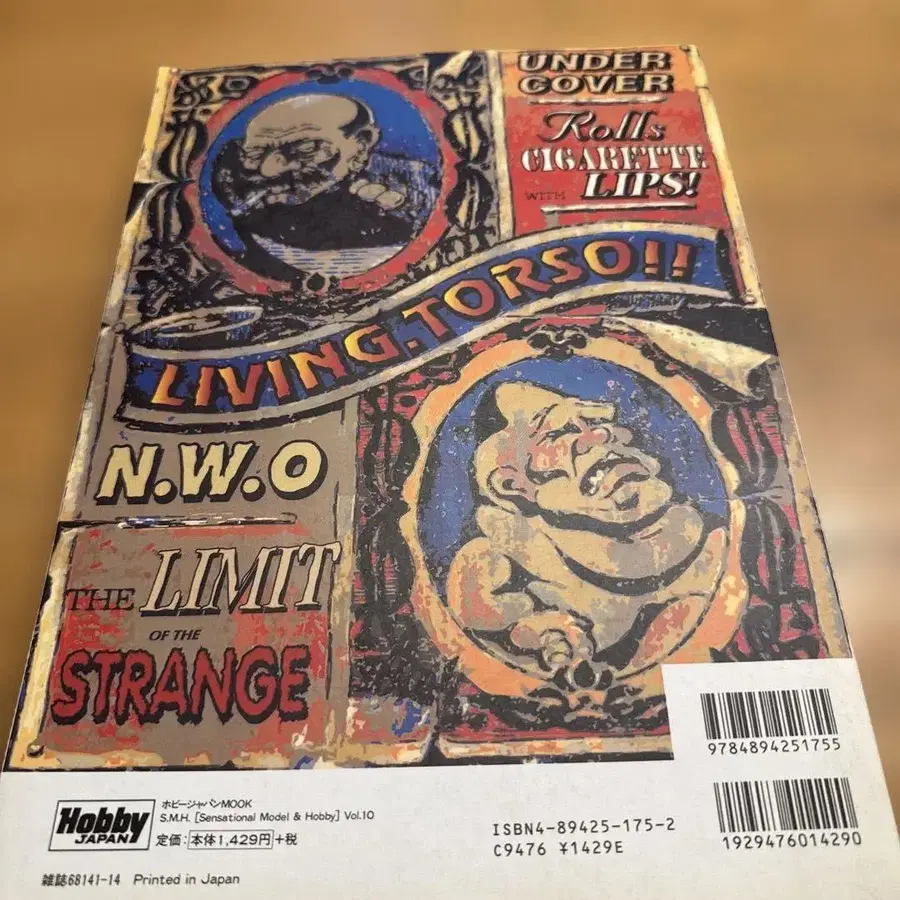 UNDER
COVER
Rolls
CIGARETTE
WITH LIPS!
LIVING.TORSO!!
N.W.O
THE LIMIT
OF THE
STRANGE
9784894251755
Hobby
JAPAN
ホビージャパンMOOK
S.M.H. [Sensational Model & Hobby] Vol.10
定価：本体1,429円+税
ISBN4-89425-175-2
C9476 ¥1429E
1929476014290
雑誌68141-14 Printed in Japan